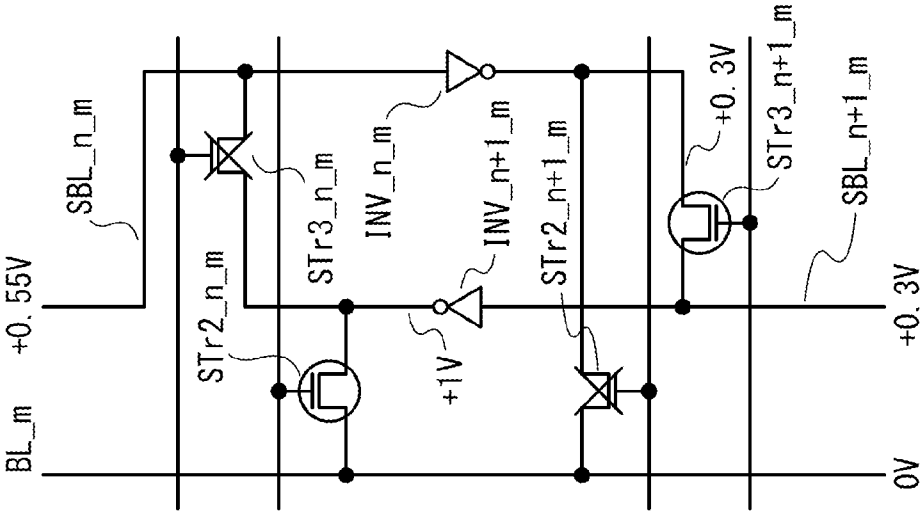 BL_m
+0.55V
SBL_n_m
STr2_n_m
STr3_n_m
INV_n_m
INV_n+1_m
+1V
STr2_n+1_m
+0.3V
STr3_n+1_m
SBL_n+1_m
0V
+0.3V